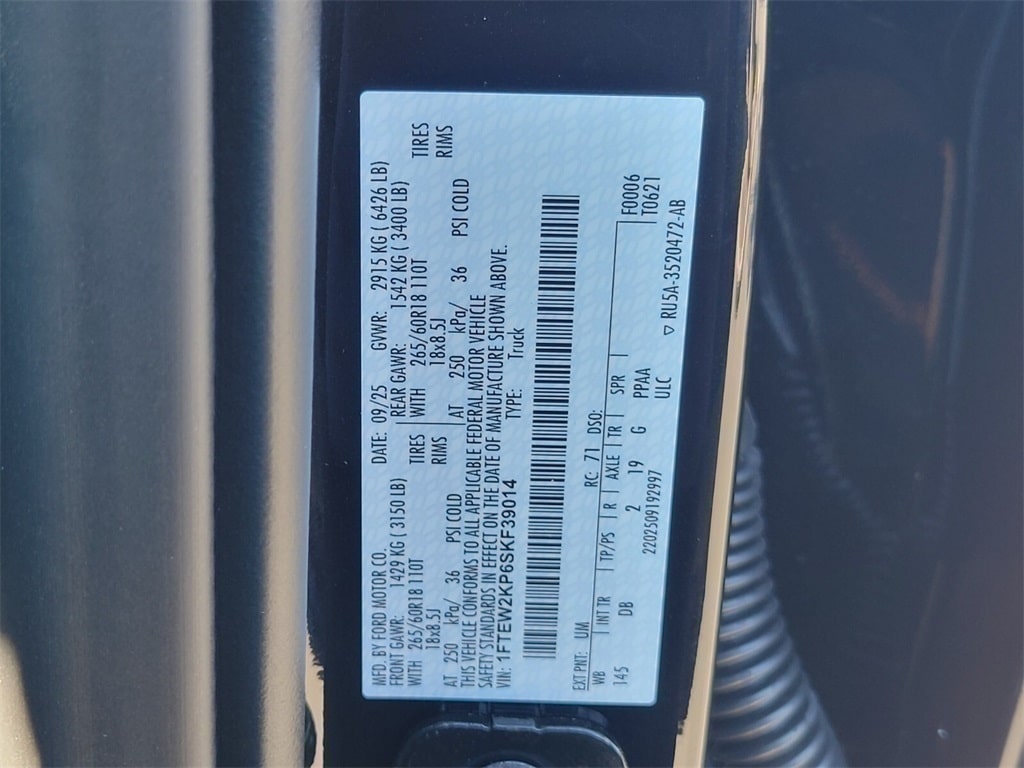 MFD. BY FORD MOTOR CO. DATE: 09/25 GVWR: 2915 KG ( 6426 LB)
FRONT GAWR: 1429 KG ( 3150 LB) REAR GAWR: 1542 KG ( 3400 LB)
WITH 265/60R18 110T TIRES WITH 265/60R18 110T TIRES
18x8.5J RIMS 18x8.5J RIMS
AT 250 kPa/ 36 PSI COLD AT 250 kPa/ 36 PSI COLD
THIS VEHICLE CONFORMS TO ALL APPLICABLE FEDERAL MOTOR VEHICLE
SAFETY STANDARDS IN EFFECT ON THE DATE OF MANUFACTURE SHOWN ABOVE.
VIN: 1FTEW2KP6SKF39014 TYPE: Truck
EXT PNT: UM RC: 71 DSO: F0006
WB INT TR TP/PS R AXLE TR SPR T0621
145 DB 2 19 G PPAA
2202509192997 ULC ▽ RU5A-3520472-AB